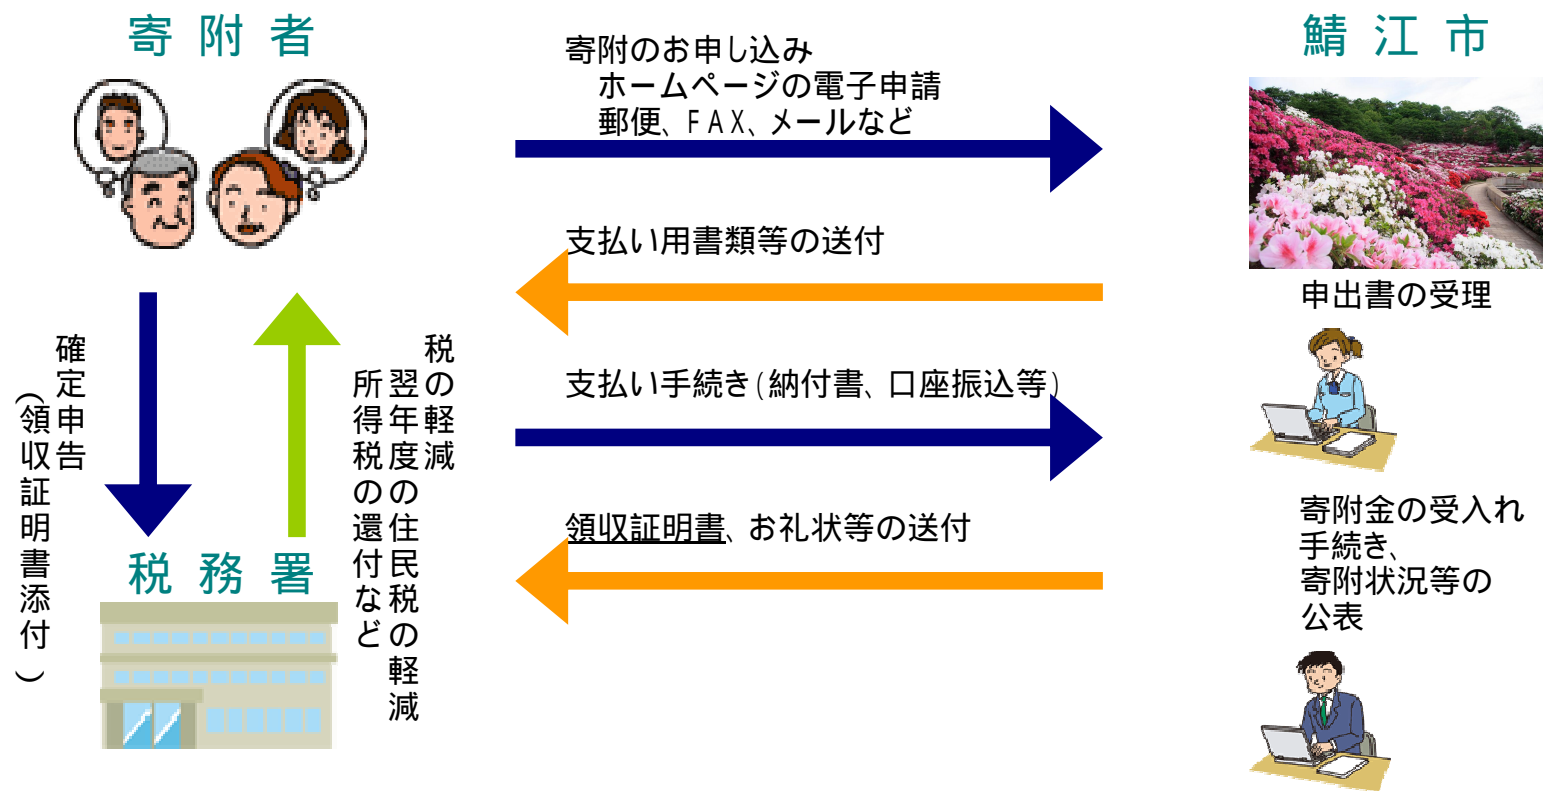 寄附者
鯖江市
寄附のお申し込み
ホームページの電子申請
郵便、FAX、メールなど
支払い用書類等の送付
申出書の受理
支払い手続き(納付書、口座振込等)
領収証明書、お礼状等の送付
寄附金の受入れ
手続き、
寄附状況等の
公表
確定申告
(領収証明書添付)
税の軽減
翌年度の住民税の軽減
所得税の還付など
税務署